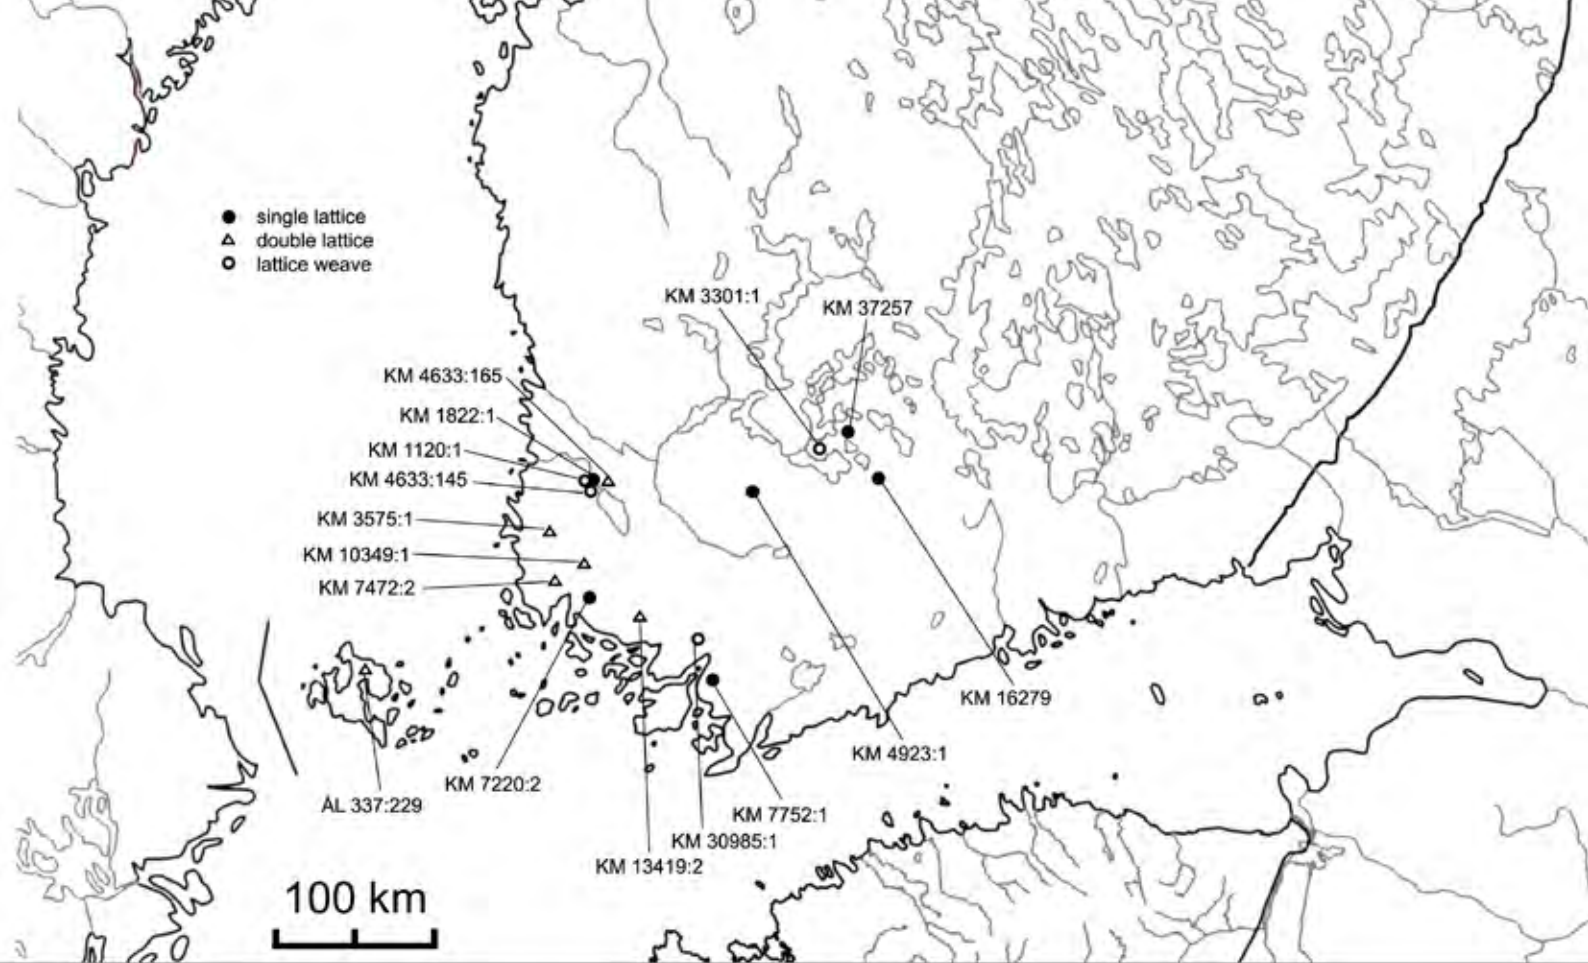 single lattice
double lattice
lattice weave
KM 3301:1
KM 37257
KM 4633:165
KM 1822:1
KM 1120:1
KM 4633:145
KM 3575:1
KM 10349:1
KM 7472:2
KM 16279
KM 4923:1
KM 7220:2
ÅL 337:229
KM 7752:1
KM 30985:1
KM 13419:2
100 km